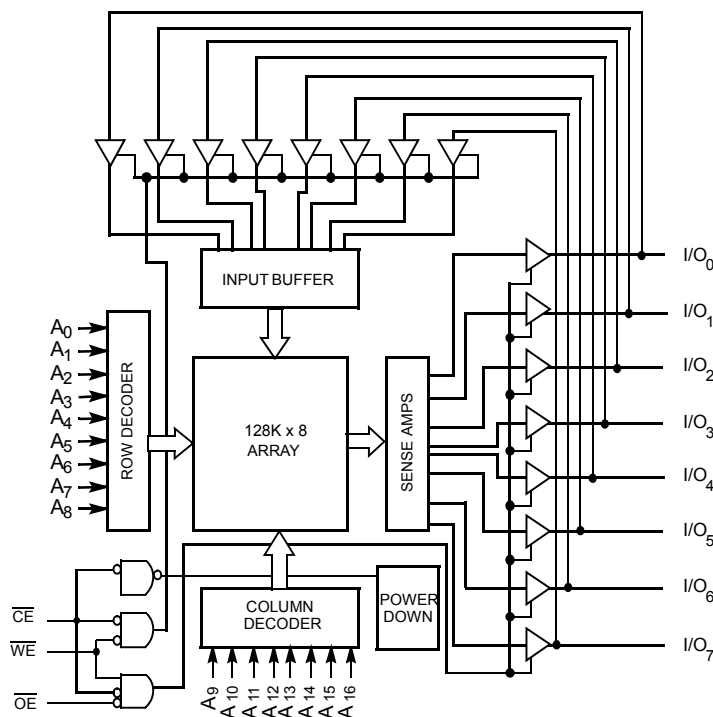 I/O0
I/O1
I/O2
I/O3
I/O4
I/O5
I/O6
I/O7
INPUT BUFFER
A0
A1
A2
A3
A4
A5
A6
A7
A8
ROW DECODER
128K x 8
ARRAY
SENSE AMPS
COLUMN
DECODER
POWER
DOWN
CE
WE
OE
A9
A10
A11
A12
A13
A14
A15
A16